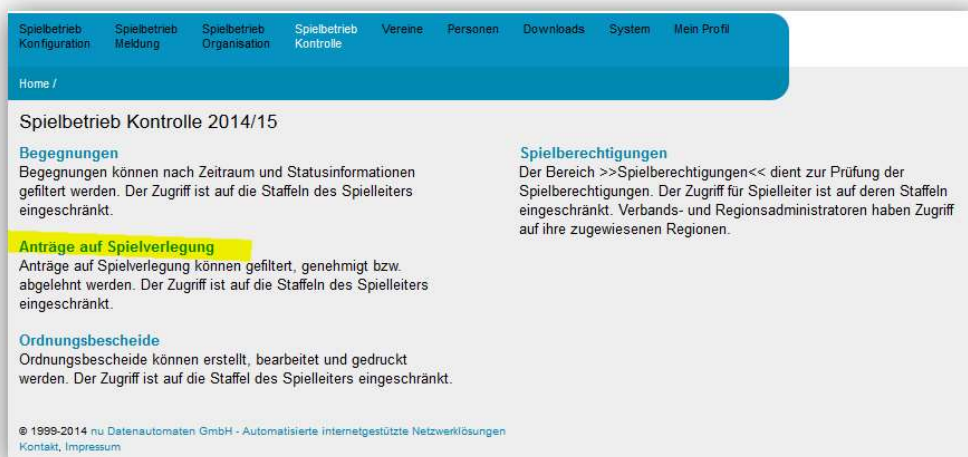 Spielbetrieb Konfiguration
Spielbetrieb Meldung
Spielbetrieb Organisation
Spielbetrieb Kontrolle
Vereine
Personen
Downloads
System
Mein Profil
Home /
Spielbetrieb Kontrolle 2014/15
Begegnungen
Begegnungen können nach Zeitraum und Statusinformationen
gefiltert werden. Der Zugriff ist auf die Staffeln des Spielleiters
eingeschränkt.
Anträge auf Spielverlegung
Anträge auf Spielverlegung können gefiltert, genehmigt bzw.
abgelehnt werden. Der Zugriff ist auf die Staffeln des Spielleiters
eingeschränkt.
Ordnungsbescheide
Ordnungsbescheide können erstellt, bearbeitet und gedruckt
werden. Der Zugriff ist auf die Staffel des Spielleiters eingeschränkt.
Spielberechtigungen
Der Bereich >>Spielberechtigungen<< dient zur Prüfung der
Spielberechtigungen. Der Zugriff für Spielleiter ist auf deren Staffeln
eingeschränkt. Verbands- und Regionsadministratoren haben Zugriff
auf ihre zugewiesenen Regionen.
© 1999-2014 nu Datenautomaten GmbH - Automatisierte internetgestützte Netzwerklösungen
Kontakt, Impressum